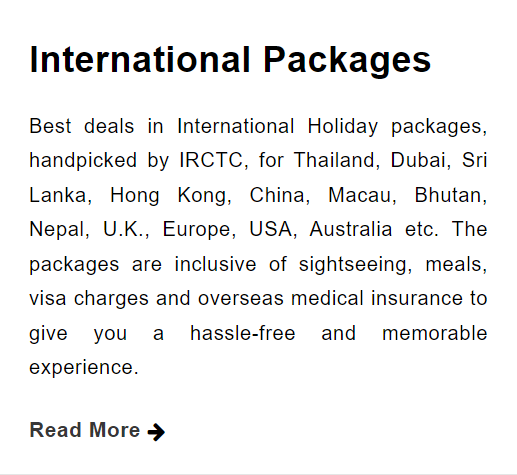 International Packages
Best deals in International Holiday packages,
handpicked by IRCTC, for Thailand, Dubai, Sri
Lanka, Hong Kong, China, Macau, Bhutan,
Nepal, U.K., Europe, USA, Australia etc. The
packages are inclusive of sightseeing, meals,
visa charges and overseas medical insurance to
give you a hassle-free and memorable
experience.
Read More